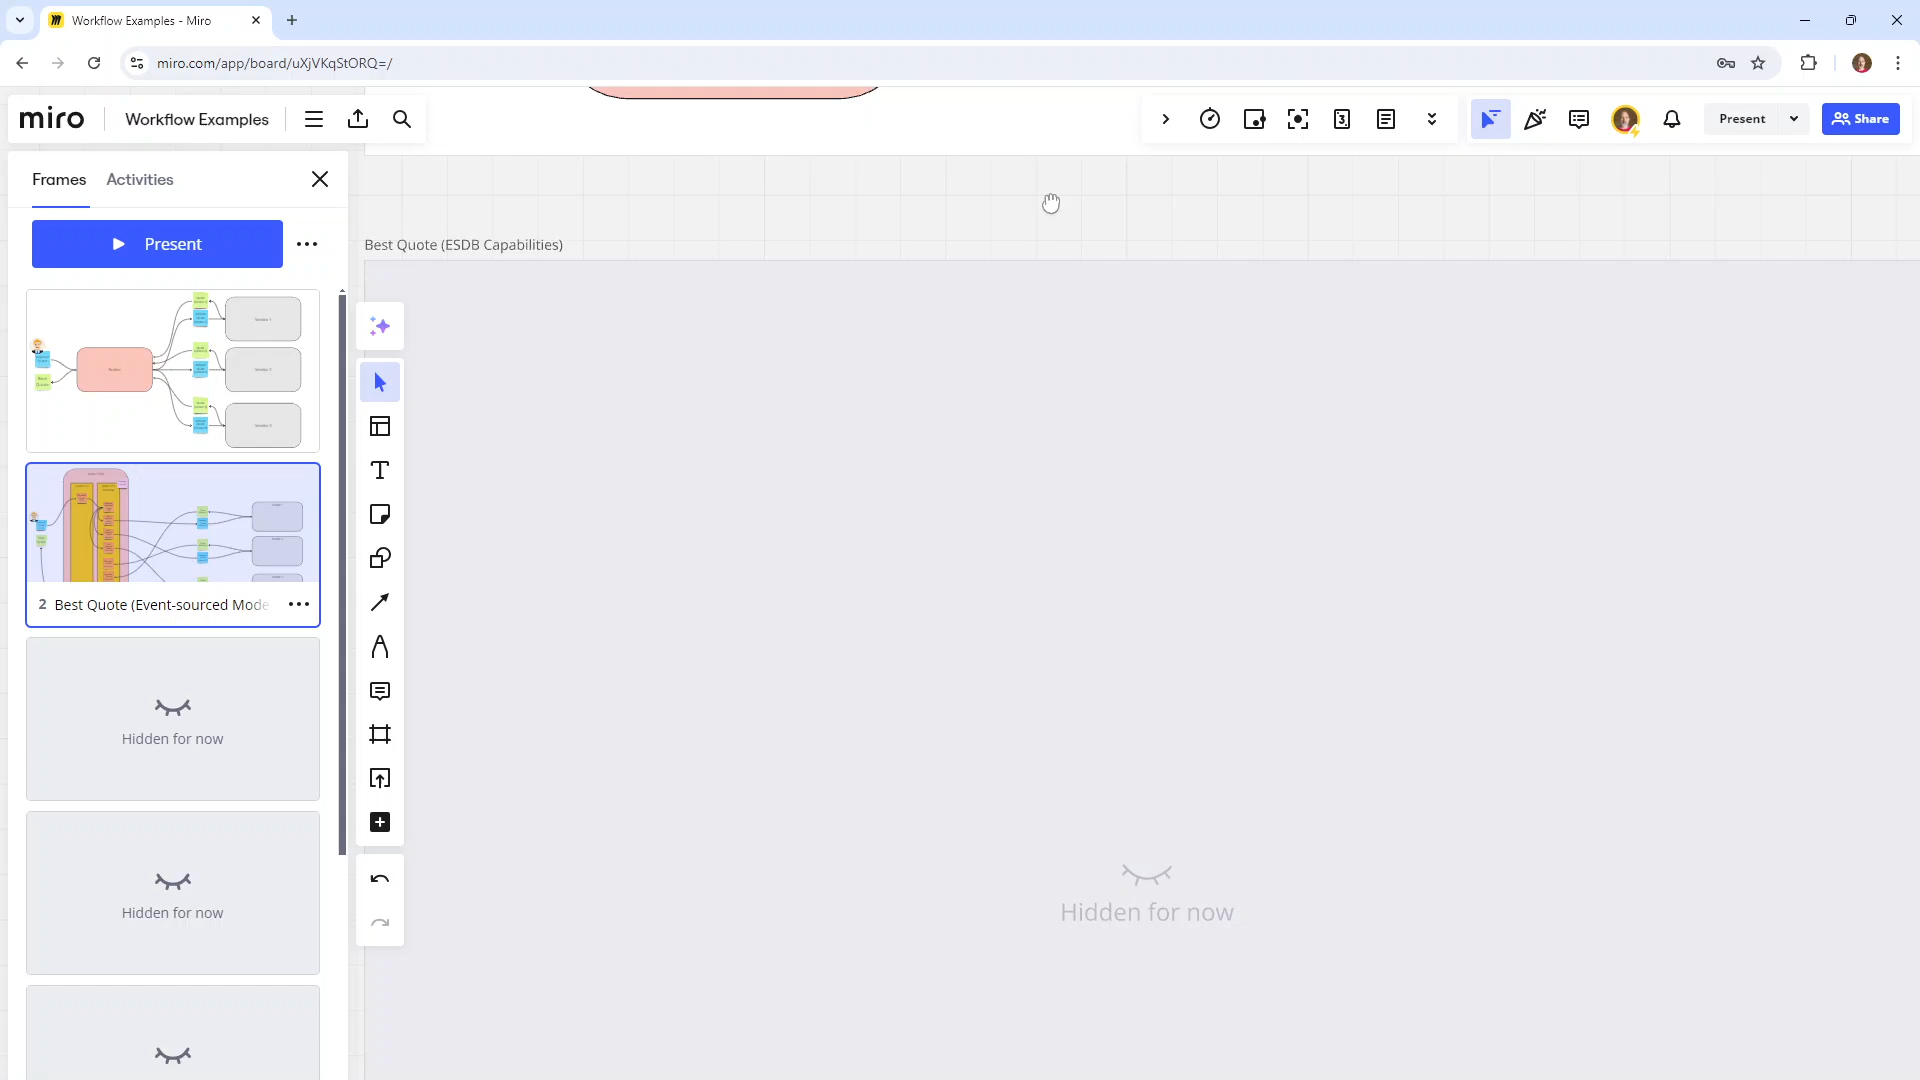 Workflow Examples - Miro
miro.com/app/board/uXjVKqStORQ=/
miro
Workflow Examples
3
Present
Share
Frames
Activities
Present
Best Quote (ESDB Capabilities)
2 Best Quote (Event-sourced Mode
Hidden for now
Hidden for now
Hidden for now